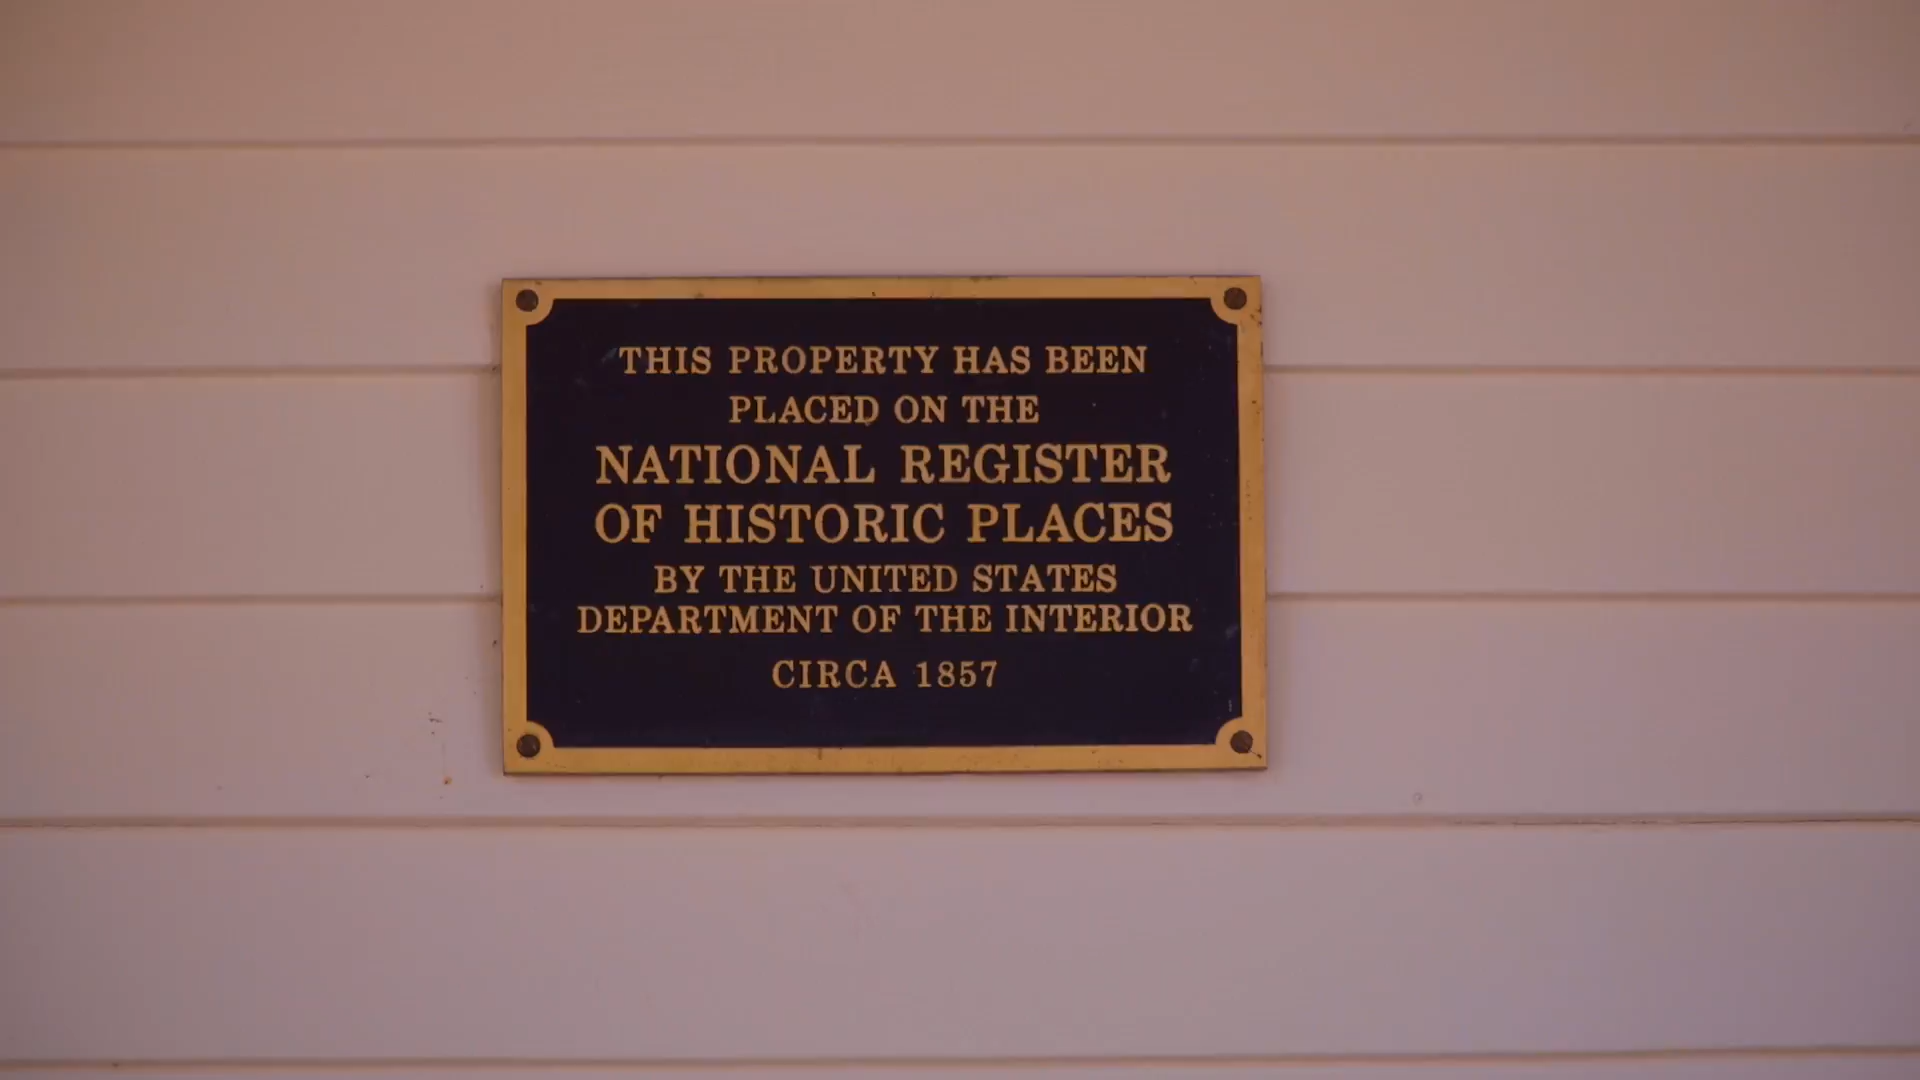 THIS PROPERTY HAS BEEN
PLACED ON THE
NATIONAL REGISTER
OF HISTORIC PLACES
BY THE UNITED STATES
DEPARTMENT OF THE INTERIOR
CIRCA 1857